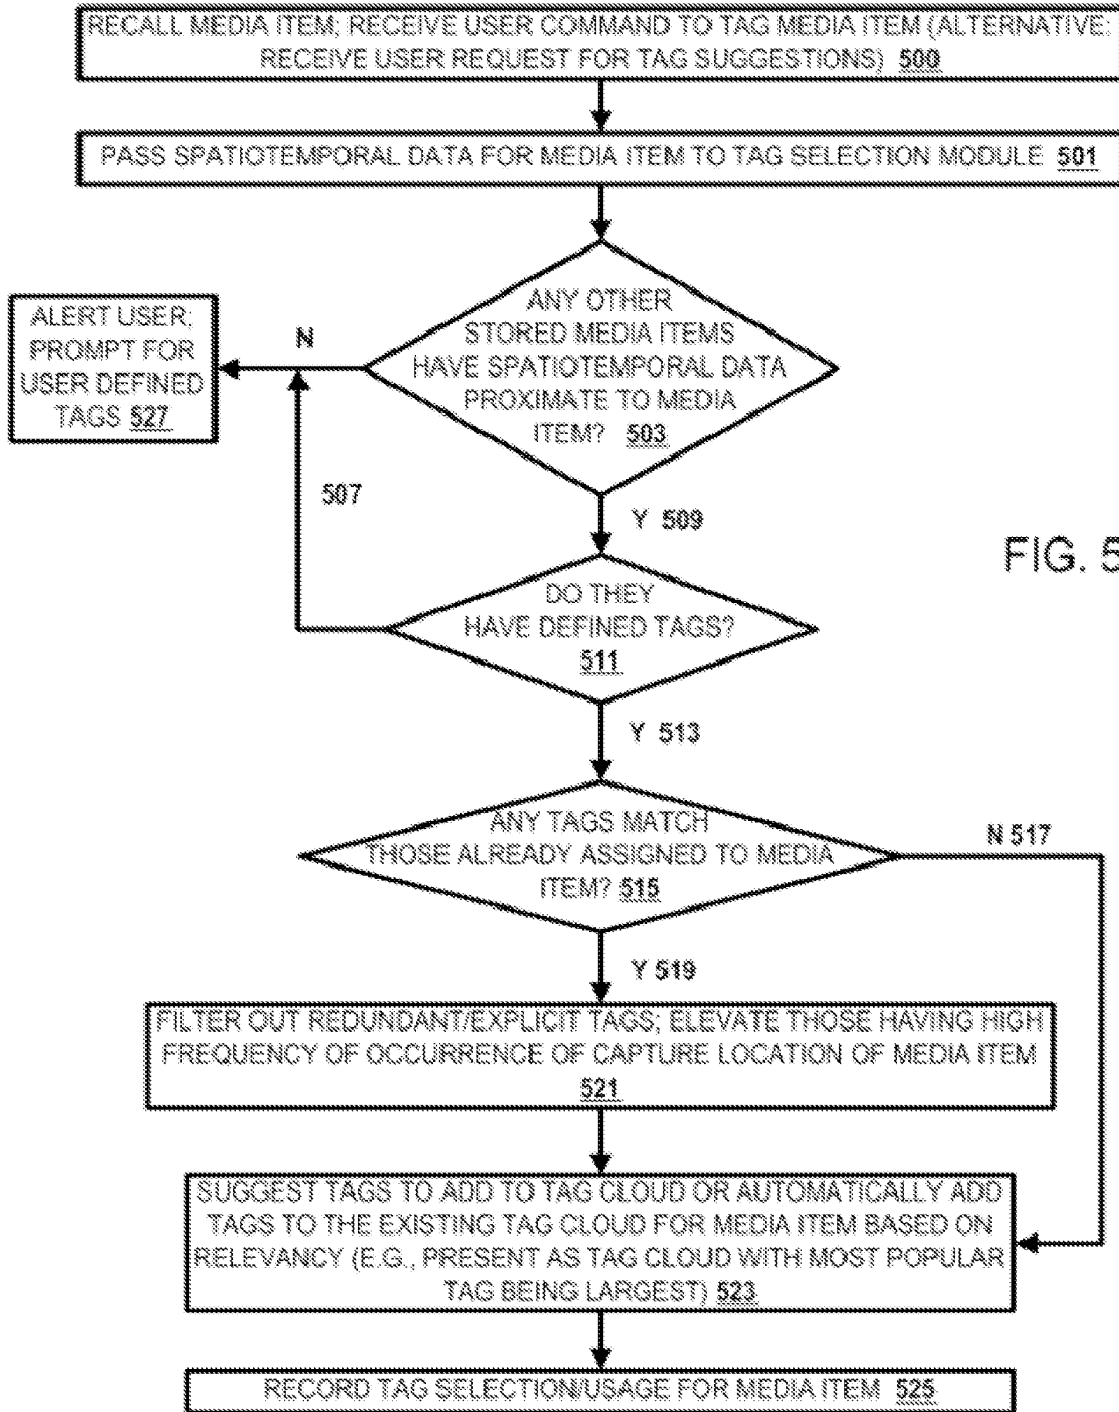 RECALL MEDIA ITEM; RECEIVE USER COMMAND TO TAG MEDIA ITEM (ALTERNATIVE:
RECEIVE USER REQUEST FOR TAG SUGGESTIONS) 500
PASS SPATIOTEMPORAL DATA FOR MEDIA ITEM TO TAG SELECTION MODULE 501
ANY OTHER
STORED MEDIA ITEMS
HAVE SPATIOTEMPORAL DATA
PROXIMATE TO MEDIA
ITEM? 503
N
ALERT USER;
PROMPT FOR
USER DEFINED
TAGS 527
507
Y 509
FIG. 5
DO THEY
HAVE DEFINED TAGS?
511
Y 513
ANY TAGS MATCH
THOSE ALREADY ASSIGNED TO MEDIA
ITEM? 515
N 517
Y 519
FILTER OUT REDUNDANT/EXPLICIT TAGS; ELEVATE THOSE HAVING HIGH
FREQUENCY OF OCCURRENCE OF CAPTURE LOCATION OF MEDIA ITEM
521
SUGGEST TAGS TO ADD TO TAG CLOUD OR AUTOMATICALLY ADD
TAGS TO THE EXISTING TAG CLOUD FOR MEDIA ITEM BASED ON
RELEVANCY (E.G., PRESENT AS TAG CLOUD WITH MOST POPULAR
TAG BEING LARGEST) 523
RECORD TAG SELECTION/USAGE FOR MEDIA ITEM 525